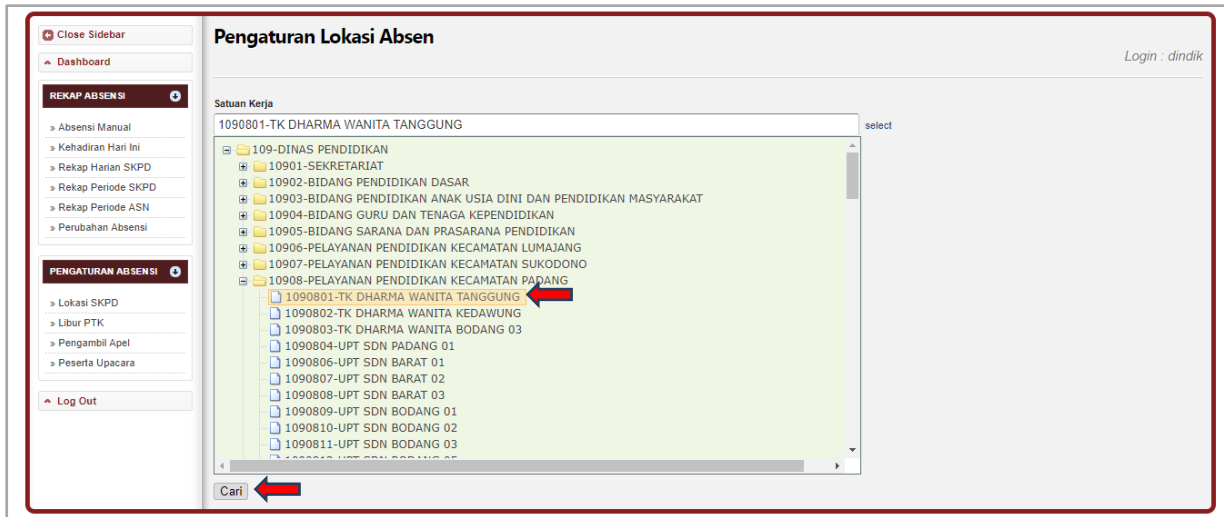 Close Sidebar
Dashboard
REKAP ABSENSI
» Absensi Manual
» Kehadiran Hari Ini
» Rekap Harian SKPD
» Rekap Periode SKPD
» Rekap Periode ASN
» Perubahan Absensi
PENGATURAN ABSENSI
» Lokasi SKPD
» Libur PTK
» Pengambil Apel
» Peserta Upacara
Log Out
Pengaturan Lokasi Absen
Login : dindik
Satuan Kerja
1090801-TK DHARMA WANITA TANGGUNG select
109-DINAS PENDIDIKAN
10901-SEKRETARIAT
10902-BIDANG PENDIDIKAN DASAR
10903-BIDANG PENDIDIKAN ANAK USIA DINI DAN PENDIDIKAN MASYARAKAT
10904-BIDANG GURU DAN TENAGA KEPENDIDIKAN
10905-BIDANG SARANA DAN PRASARANA PENDIDIKAN
10906-PELAYANAN PENDIDIKAN KECAMATAN LUMAJANG
10907-PELAYANAN PENDIDIKAN KECAMATAN SUKODONO
10908-PELAYANAN PENDIDIKAN KECAMATAN PADANG
1090801-TK DHARMA WANITA TANGGUNG
1090802-TK DHARMA WANITA KEDAWUNG
1090803-TK DHARMA WANITA BODANG 03
1090804-UPT SDN PADANG 01
1090806-UPT SDN BARAT 01
1090807-UPT SDN BARAT 02
1090808-UPT SDN BARAT 03
1090809-UPT SDN BODANG 01
1090810-UPT SDN BODANG 02
1090811-UPT SDN BODANG 03
Cari